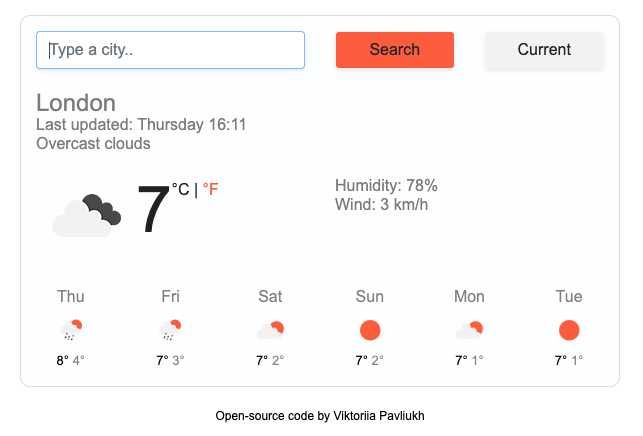 Type a city..
Search
Current
London
Last updated: Thursday 16:11
Overcast clouds
7 °C | °F
Humidity: 78%
Wind: 3 km/h
Thu Fri Sat Sun Mon Tue
8° 4° 7° 3° 7° 2° 7° 2° 7° 1° 7° 1°
Open-source code by Viktoriia Pavliukh